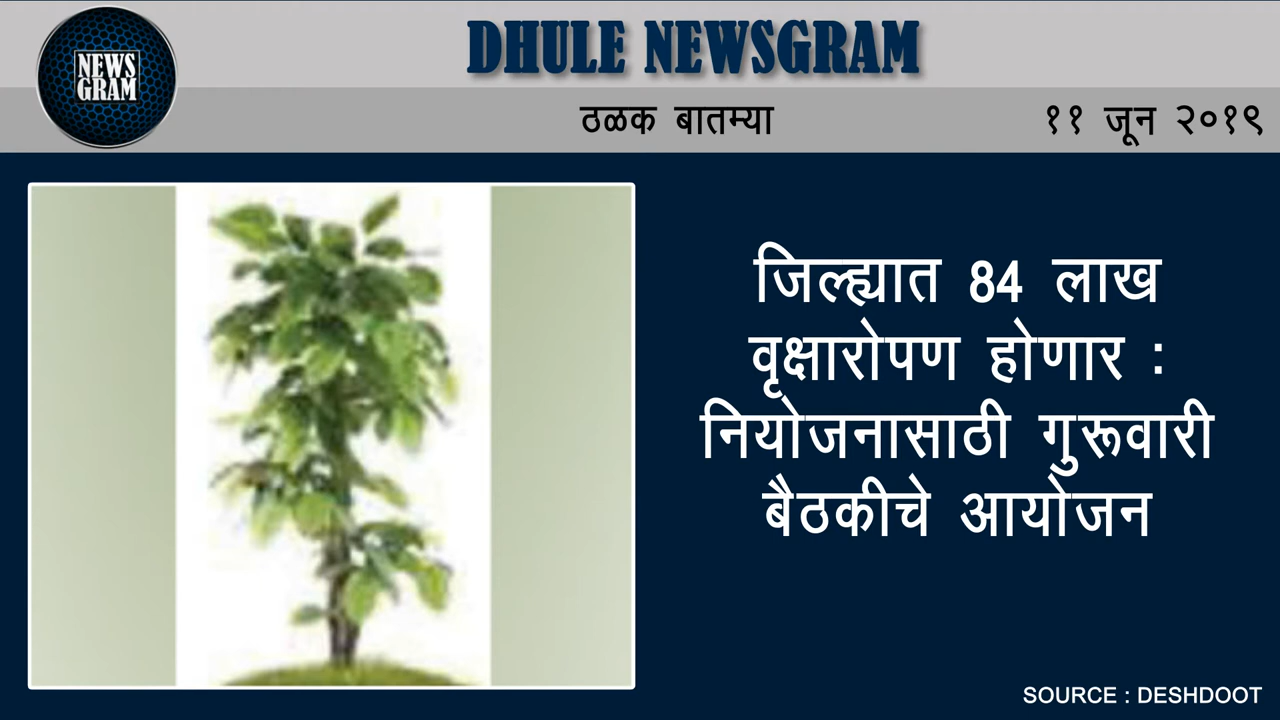 NEWS
GRAM
DHULE NEWSGRAM
ठळक बातम्या
११ जून २०१९
जिल्ह्यात 84 लाख
वृक्षारोपण होणार :
नियोजनासाठी गुरूवारी
बैठकीचे आयोजन
SOURCE : DESHDOOT